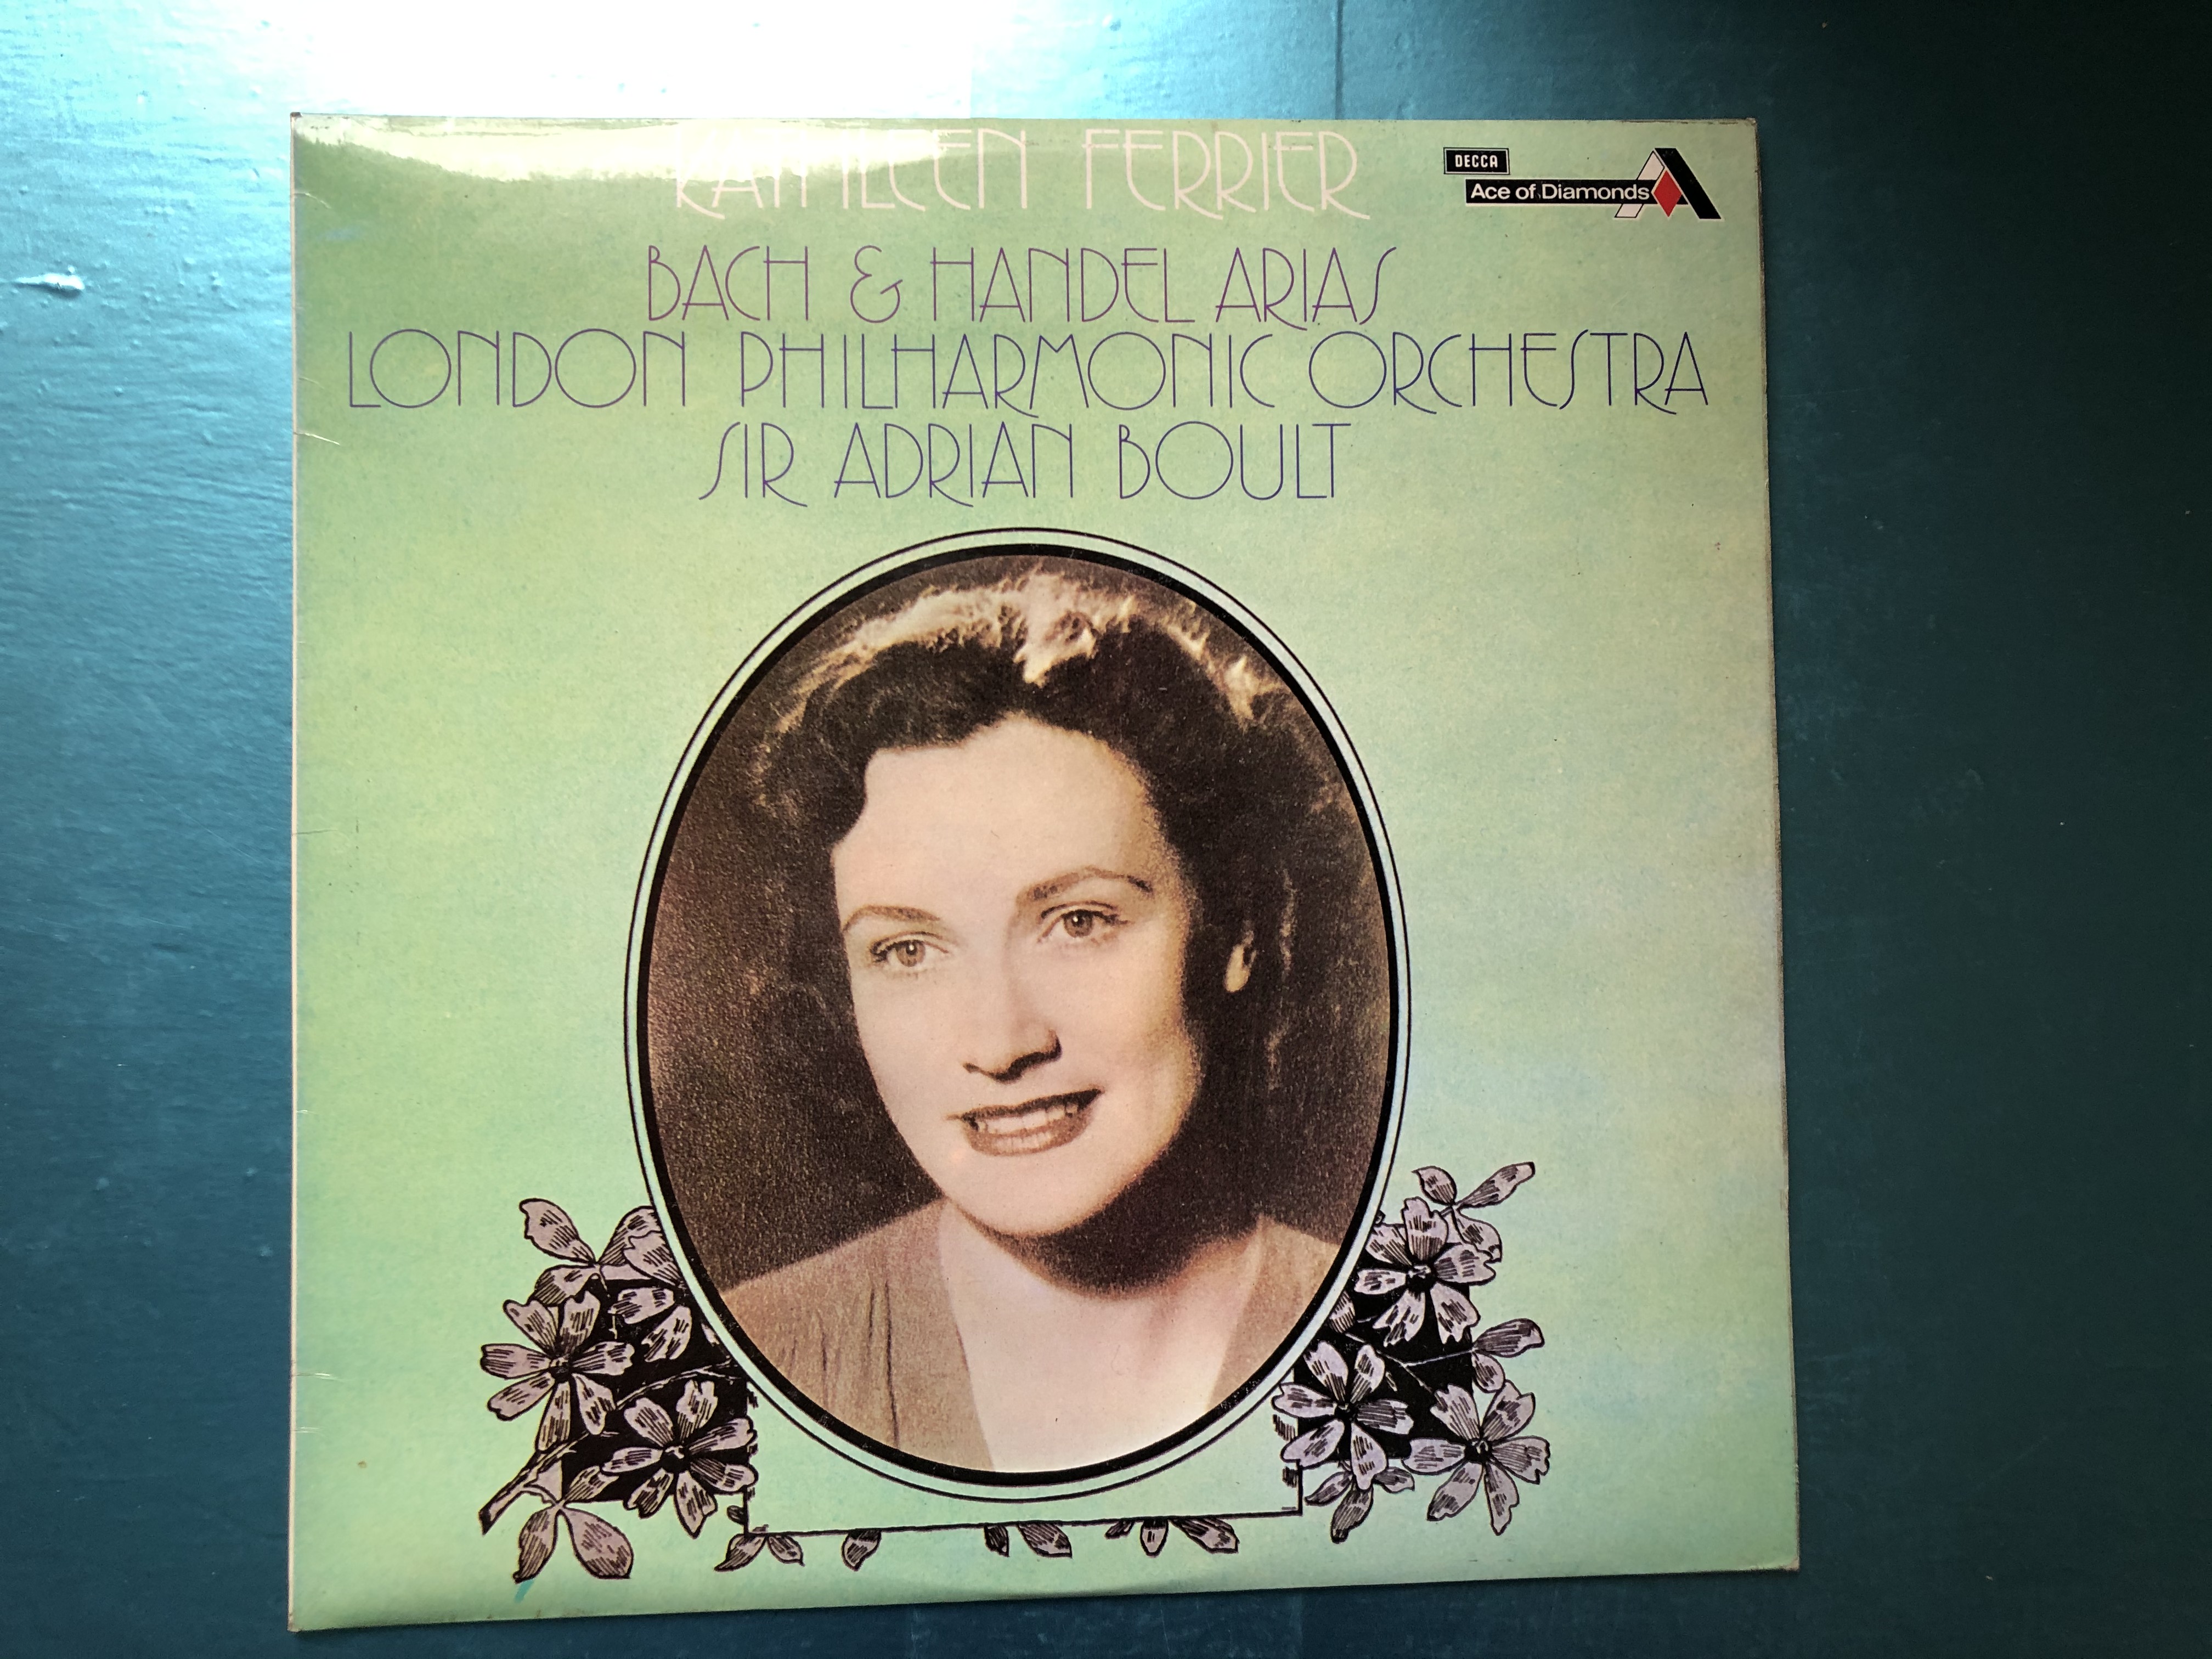 KATHLEEN FERRIER
DECCA
Ace of Diamonds
BACH & HANDEL ARIAS
LONDON PHILHARMONIC ORCHESTRA
SIR ADRIAN BOULT